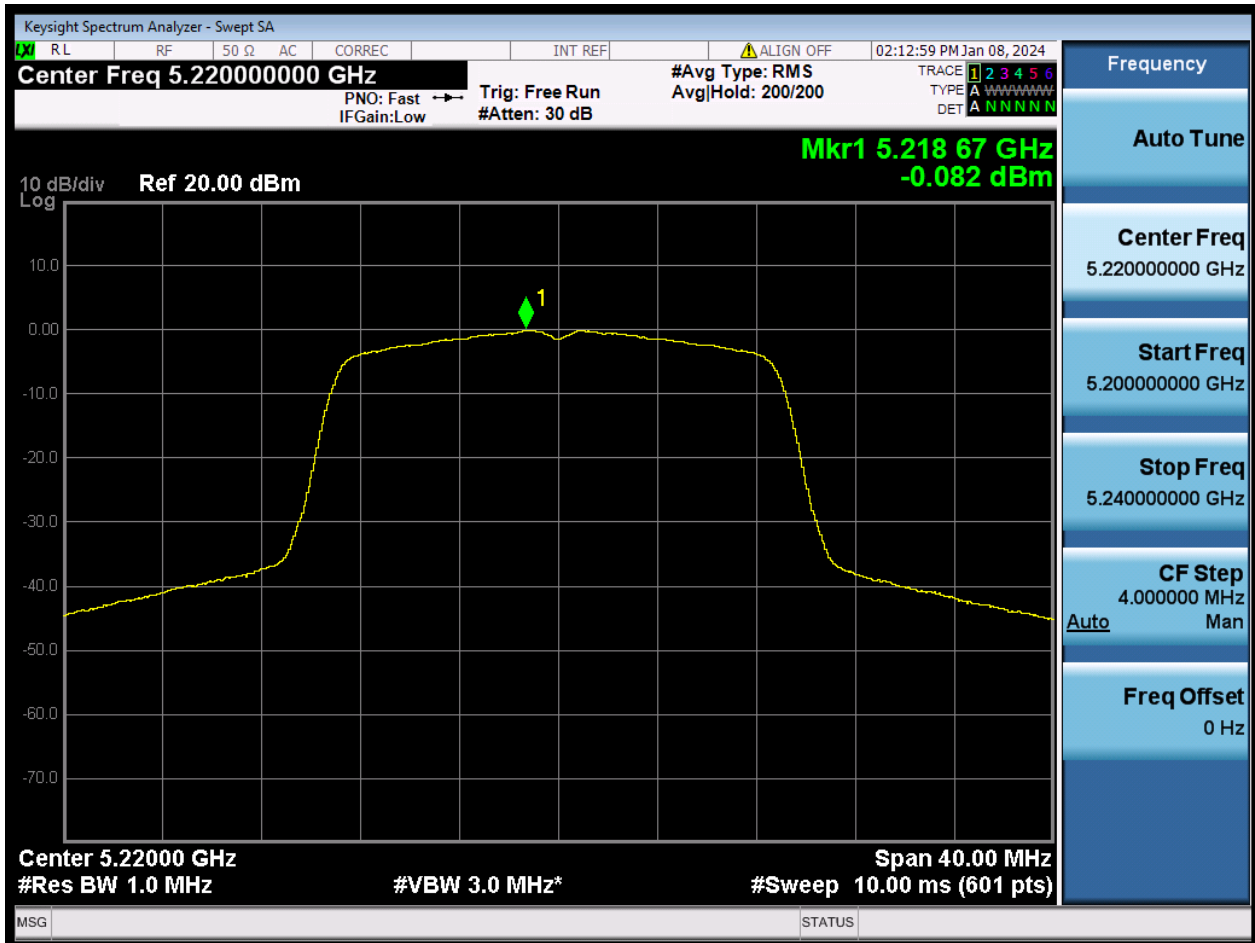 Keysight Spectrum Analyzer - Swept SA
LXI RL RF 50 Ω AC CORREC INT REF ALIGN OFF 02:12:59 PM Jan 08, 2024
Center Freq 5.220000000 GHz
PNO: Fast
IFGain:Low
Trig: Free Run
#Atten: 30 dB
#Avg Type: RMS
Avg|Hold: 200/200
TRACE 1 2 3 4 5 6
TYPE A WWWWW
DET A N N N N N
Mkr1 5.218 67 GHz
-0.082 dBm
10 dB/div Ref 20.00 dBm
Log
10.0
1
0.00
-10.0
-20.0
-30.0
-40.0
-50.0
-60.0
-70.0
Center 5.22000 GHz Span 40.00 MHz
#Res BW 1.0 MHz #VBW 3.0 MHz* #Sweep 10.00 ms (601 pts)
MSG STATUS
Frequency
Auto Tune
Center Freq
5.220000000 GHz
Start Freq
5.200000000 GHz
Stop Freq
5.240000000 GHz
CF Step
4.000000 MHz
Auto Man
Freq Offset
0 Hz